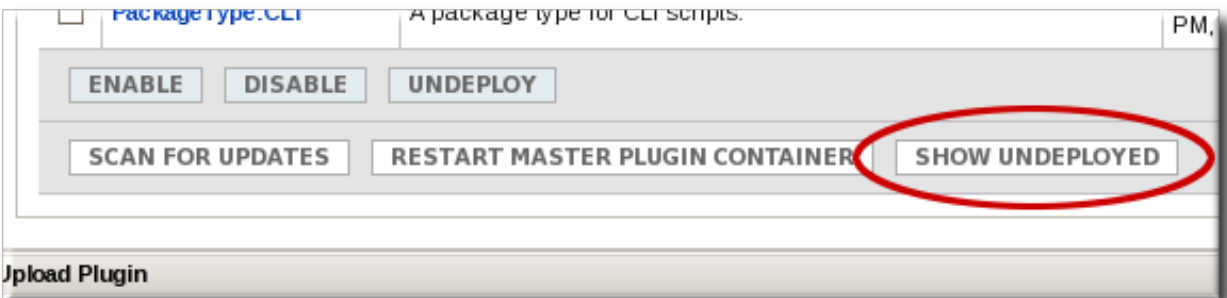 PackageType.CLI A package type for CLI scripts.
PM,
ENABLE DISABLE UNDEPLOY
SCAN FOR UPDATES RESTART MASTER PLUGIN CONTAINER SHOW UNDEPLOYED
Upload Plugin